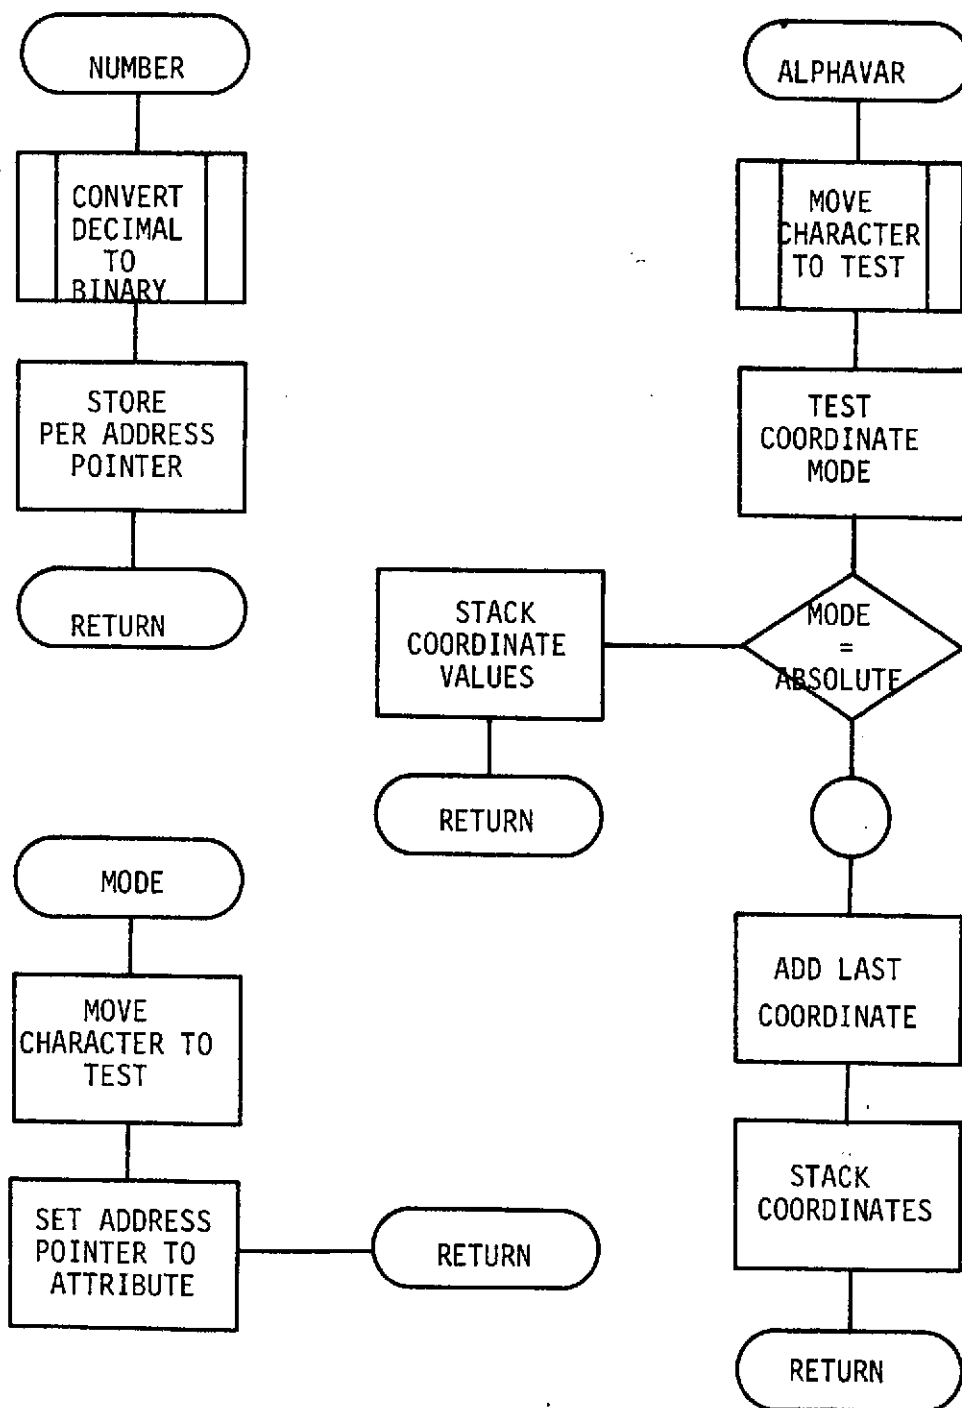 NUMBER
CONVERT
DECIMAL
TO
BINARY
STORE
PER ADDRESS
POINTER
RETURN
ALPHAVAR
MOVE
CHARACTER
TO TEST
TEST
COORDINATE
MODE
MODE
=
ABSOLUTE
STACK
COORDINATE
VALUES
RETURN
ADD LAST
COORDINATE
STACK
COORDINATES
RETURN
MODE
MOVE
CHARACTER TO
TEST
SET ADDRESS
POINTER TO
ATTRIBUTE
RETURN